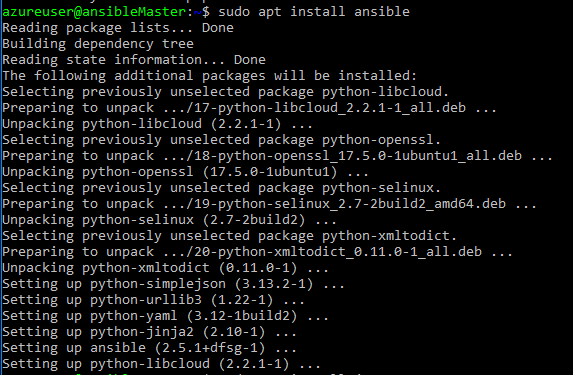 azureuser@ansibleMaster:~$ sudo apt install ansible
Reading package lists... Done
Building dependency tree
Reading state information... Done
The following additional packages will be installed:
Selecting previously unselected package python-libcloud.
Preparing to unpack .../17-python-libcloud_2.2.1-1_all.deb ...
Unpacking python-libcloud (2.2.1-1) ...
Selecting previously unselected package python-openssl.
Preparing to unpack .../18-python-openssl_17.5.0-1ubuntu1_all.deb ...
Unpacking python-openssl (17.5.0-1ubuntu1) ...
Selecting previously unselected package python-selinux.
Preparing to unpack .../19-python-selinux_2.7-2build2_amd64.deb ...
Unpacking python-selinux (2.7-2build2) ...
Selecting previously unselected package python-xmltodict.
Preparing to unpack .../20-python-xmltodict_0.11.0-1_all.deb ...
Unpacking python-xmltodict (0.11.0-1) ...
Setting up python-simplejson (3.13.2-1) ...
Setting up python-urllib3 (1.22-1) ...
Setting up python-yaml (3.12-1build2) ...
Setting up python-jinja2 (2.10-1) ...
Setting up ansible (2.5.1+dfsg-1) ...
Setting up python-libcloud (2.2.1-1) ...